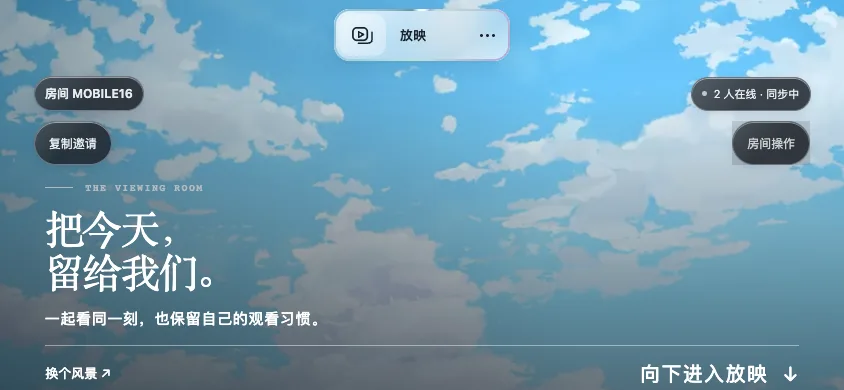 放映
房间 MOBILE16
2 人在线 · 同步中
复制邀请
房间操作
THE VIEWING ROOM
把今天，
留给我们。
一起看同一刻，也保留自己的观看习惯。
换个风景 ↗
向下进入放映 ↓